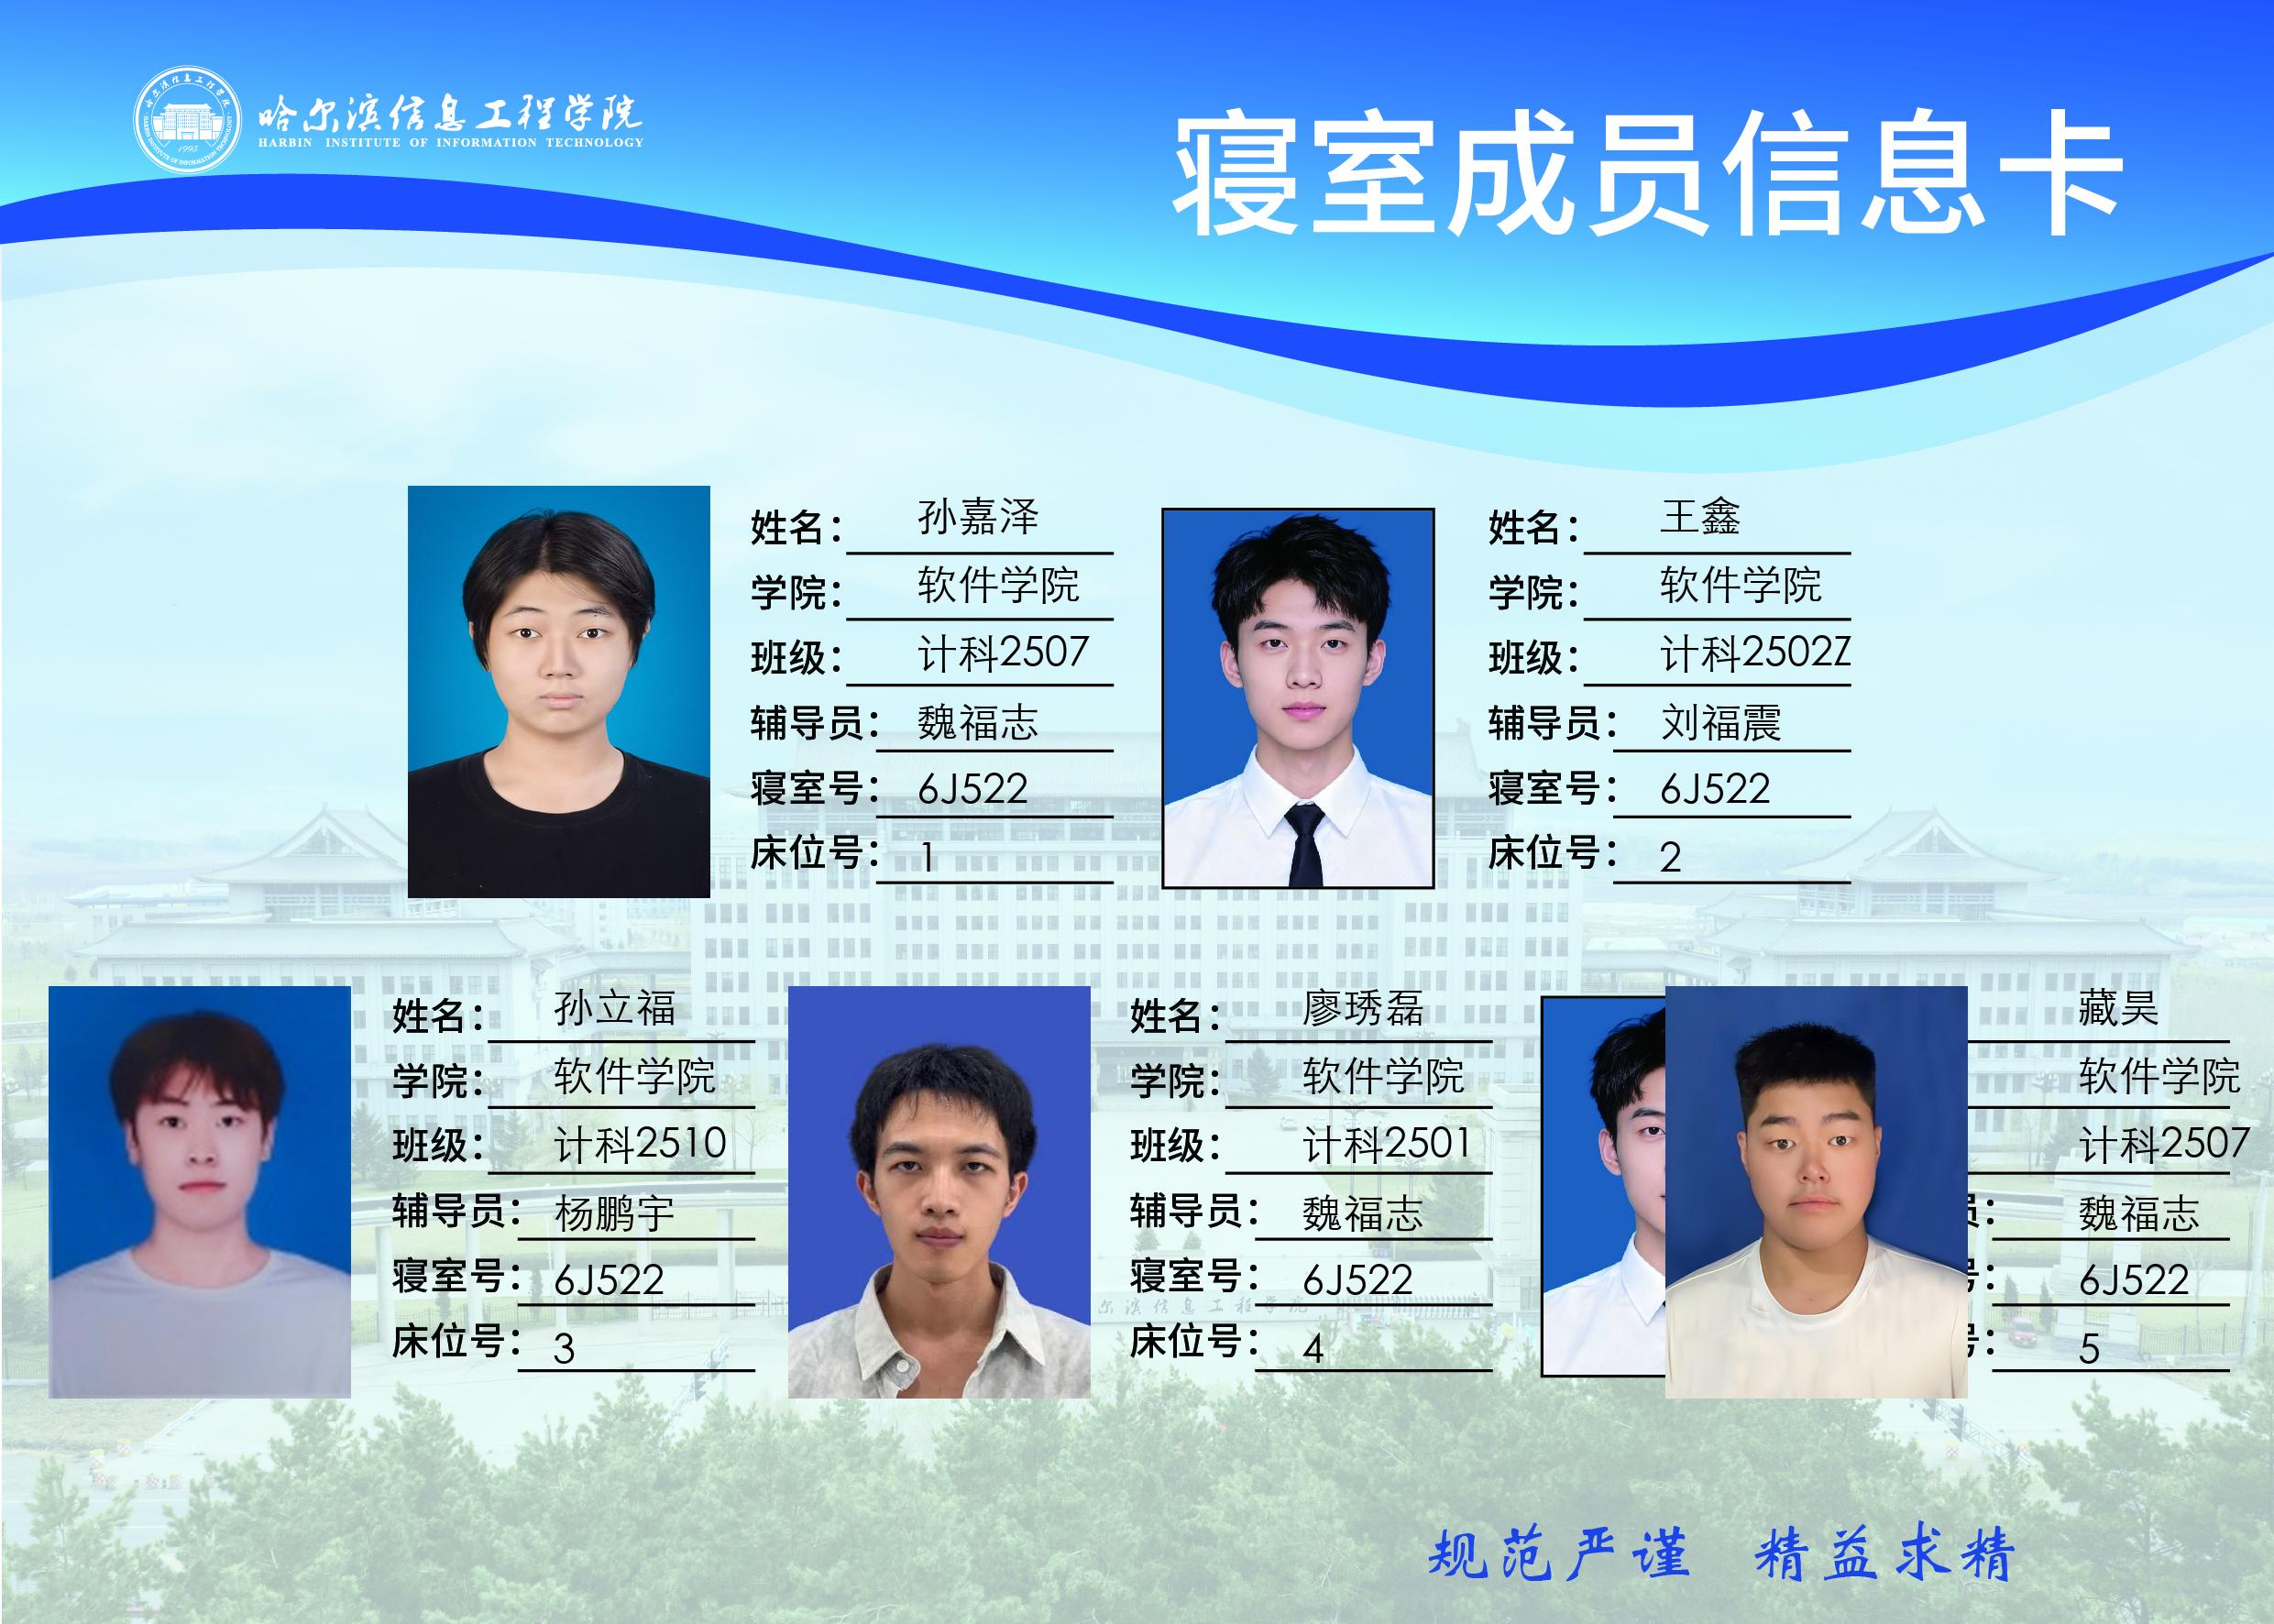 哈尔滨信息工程学院
HARBIN INSTITUTE OF INFORMATION TECHNOLOGY
1995
寝室成员信息卡
姓名： 孙嘉泽
学院： 软件学院
班级： 计科2507
辅导员： 魏福志
寝室号： 6J522
床位号： 1
姓名： 王鑫
学院： 软件学院
班级： 计科2502Z
辅导员： 刘福震
寝室号： 6J522
床位号： 2
姓名： 孙立福
学院： 软件学院
班级： 计科2510
辅导员： 杨鹏宇
寝室号： 6J522
床位号： 3
姓名： 廖琇磊
学院： 软件学院
班级： 计科2501
辅导员： 魏福志
寝室号： 6J522
床位号： 4
藏昊
软件学院
计科2507
员： 魏福志
号： 6J522
号： 5
尔滨信息工程学院
规范严谨 精益求精